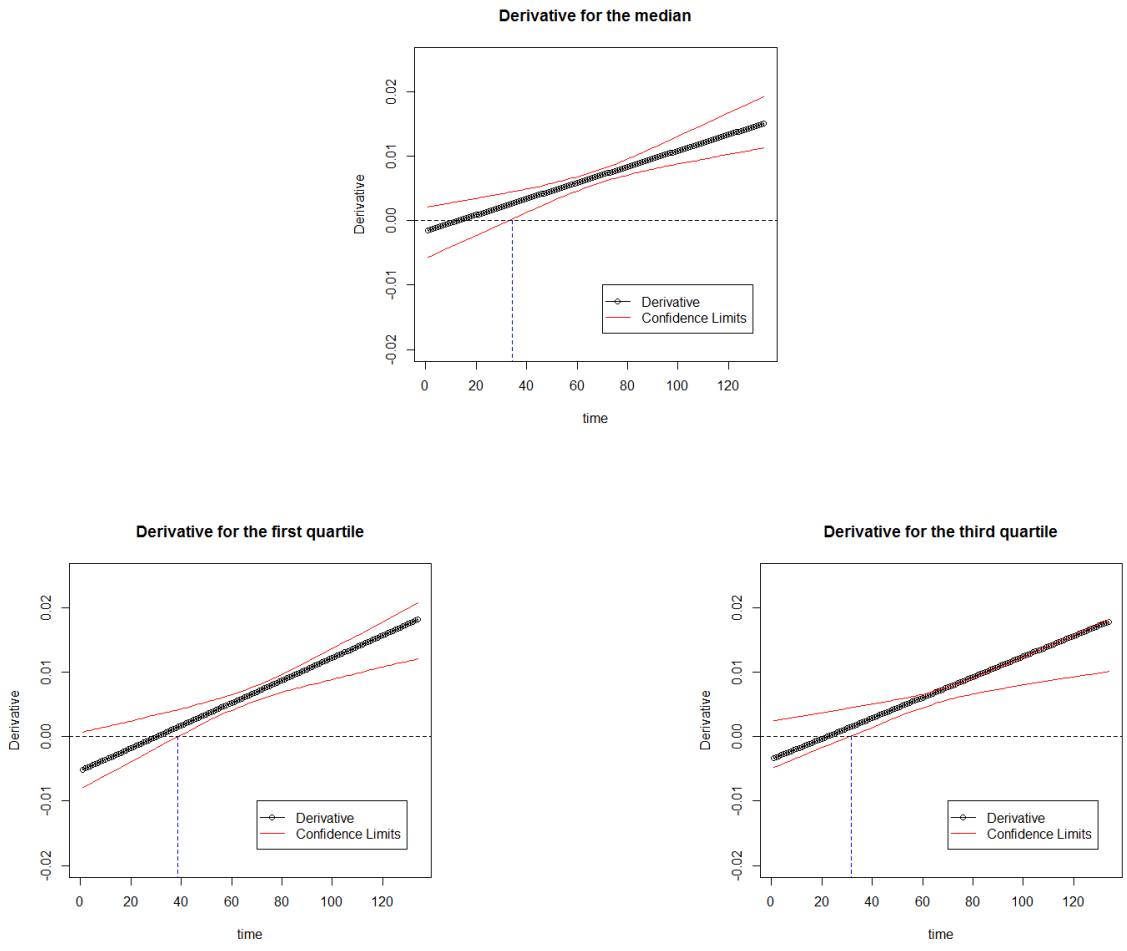 Derivative for the median
Derivative
0.02
0.01
0.00
-0.01
-0.02
Derivative
Confidence Limits
0 20 40 60 80 100 120
time
Derivative for the first quartile
Derivative
0.02
0.01
0.00
-0.01
-0.02
Derivative
Confidence Limits
0 20 40 60 80 100 120
time
Derivative for the third quartile
Derivative
0.02
0.01
0.00
-0.01
-0.02
Derivative
Confidence Limits
0 20 40 60 80 100 120
time